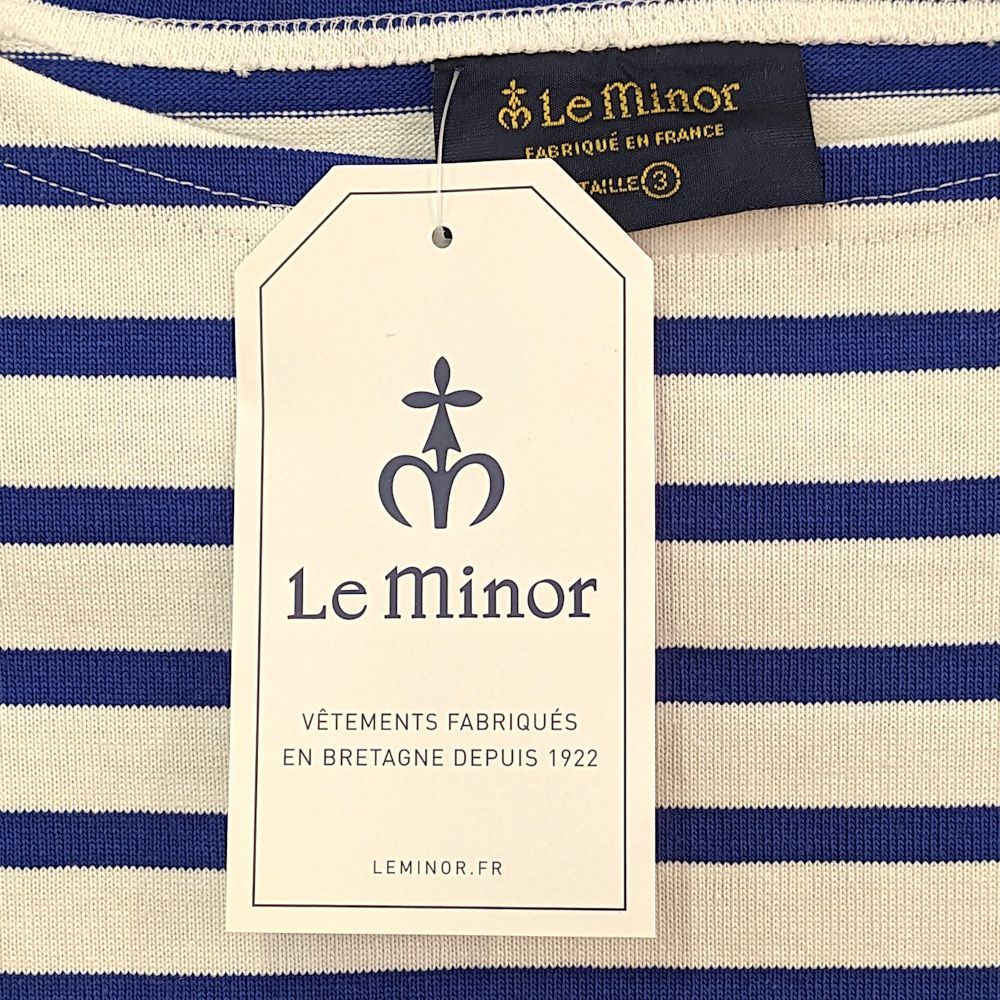 Le Minor
FABRIQUÉ EN FRANCE
TAILLE 3
Le Minor
VÊTEMENTS FABRIQUÉS
EN BRETAGNE DEPUIS 1922
LEMINOR.FR